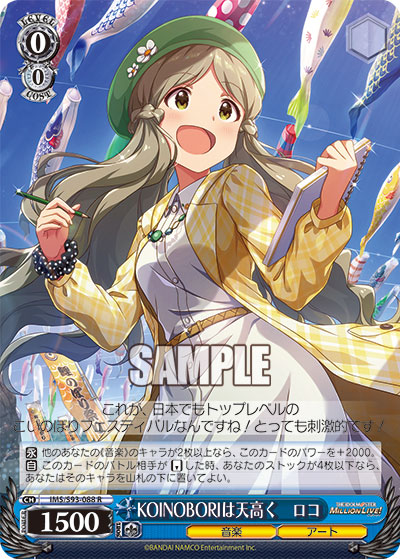 LEVEL
0
0
COST
SAMPLE
これが、日本でもトップレベルの
こいのぼりフェスティバルなんですね!とっても刺激的です!
永 他のあなたの《音楽》のキャラが2枚以上なら、このカードのパワーを+2000。
自 このカードのバトル相手が【リバース】した時、あなたのストックが4枚以上なら、
あなたはそのキャラを山札の下に置いてよい。
CH IMS/S93-088 R
1500
KOINOBORIは天高く ロコ
THE IDOLM@STER
MILLION LIVE!
音楽
アート
©BANDAI NAMCO Entertainment Inc.